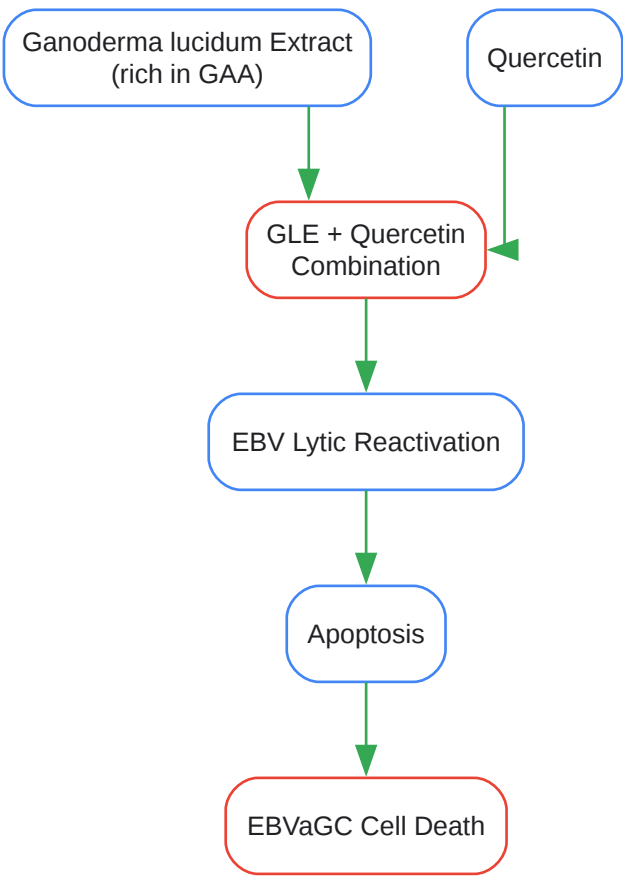 Ganoderma lucidum Extract
(rich in GAA)
Quercetin
GLE + Quercetin
Combination
EBV Lytic Reactivation
Apoptosis
EBVaGC Cell Death